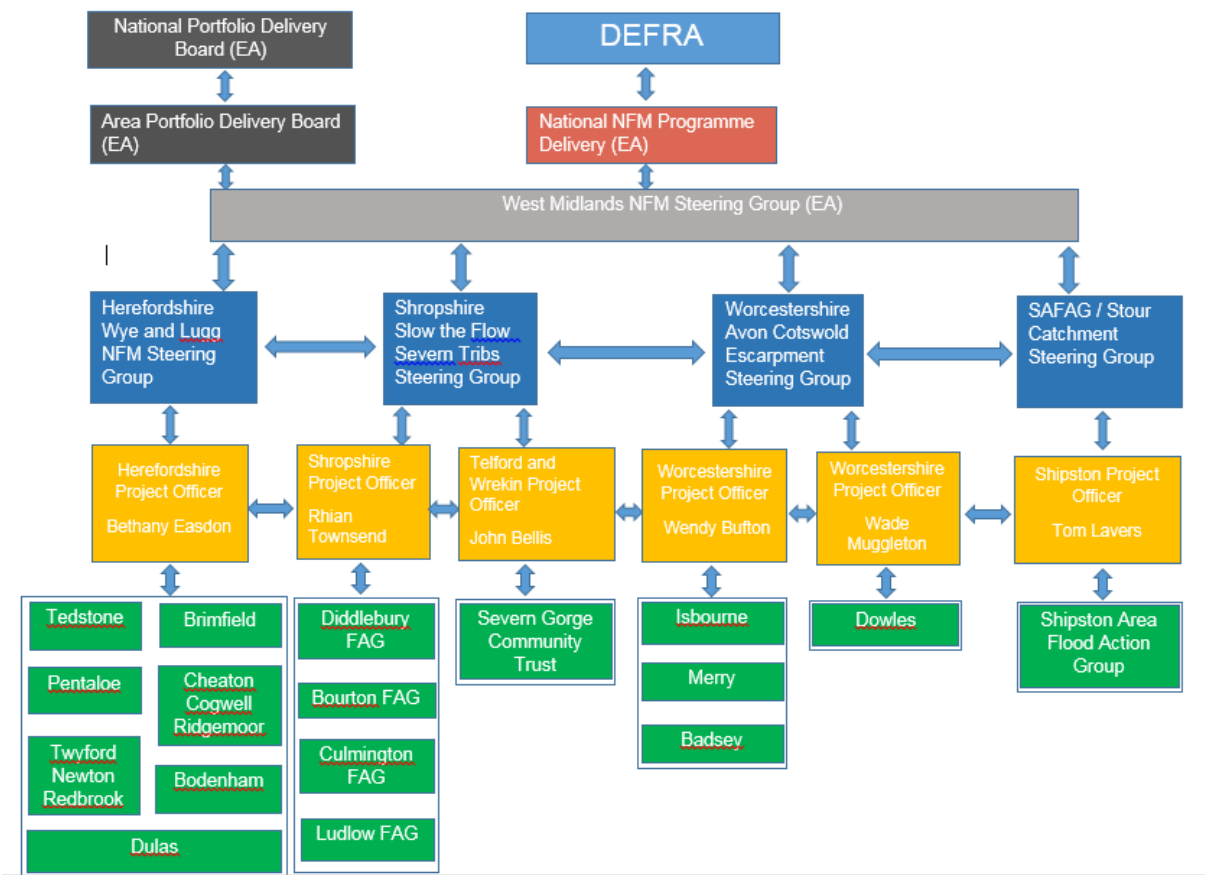 National Portfolio Delivery
Board (EA)
DEFRA
Area Portfolio Delivery Board
(EA)
National NFM Programme
Delivery (EA)
West Midlands NFM Steering Group (EA)
Herefordshire
Wye and Lugg
NFM Steering
Group
Shropshire
Slow the Flow
Severn Tribs
Steering Group
Worcestershire
Avon Cotswold
Escarpment
Steering Group
SAFAG / Stour
Catchment
Steering Group
Herefordshire
Project Officer
Bethany Easdon
Shropshire
Project Officer
Rhian
Townsend
Telford and
Wrekin Project
Officer
John Bellis
Worcestershire
Project Officer
Wendy Bufton
Worcestershire
Project Officer
Wade
Muggleton
Shipston Project
Officer
Tom Lavers
Tedstone
Brimfield
Pentaloe
Cheaton
Cogwell
Ridgemoor
Twyford
Newton
Redbrook
Bodenham
Dulas
Diddlebury
FAG
Bourton FAG
Culmington
FAG
Ludlow FAG
Severn Gorge
Community
Trust
Isbourne
Merry
Badsey
Dowles
Shipston Area
Flood Action
Group